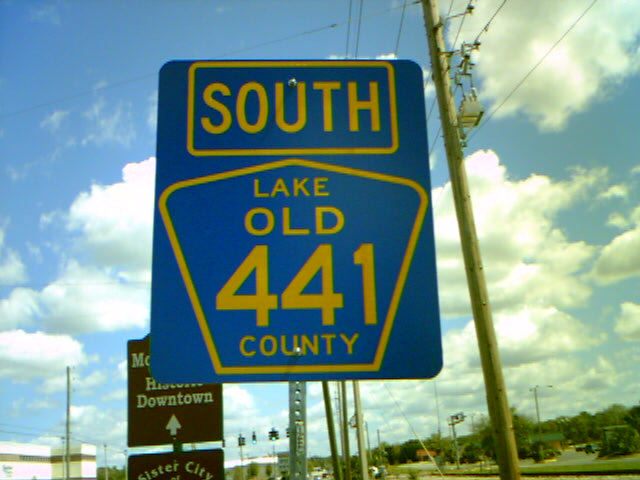 SOUTH
LAKE
OLD
441
COUNTY
Historic
Downtown
Sister City